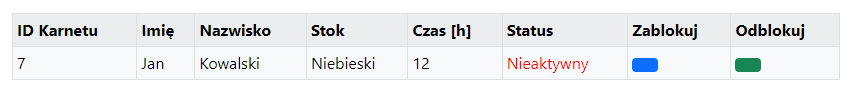 ID Karnetu Imię Nazwisko Stok Czas [h] Status Zablokuj Odblokuj
7 Jan Kowalski Niebieski 12 Nieaktywny